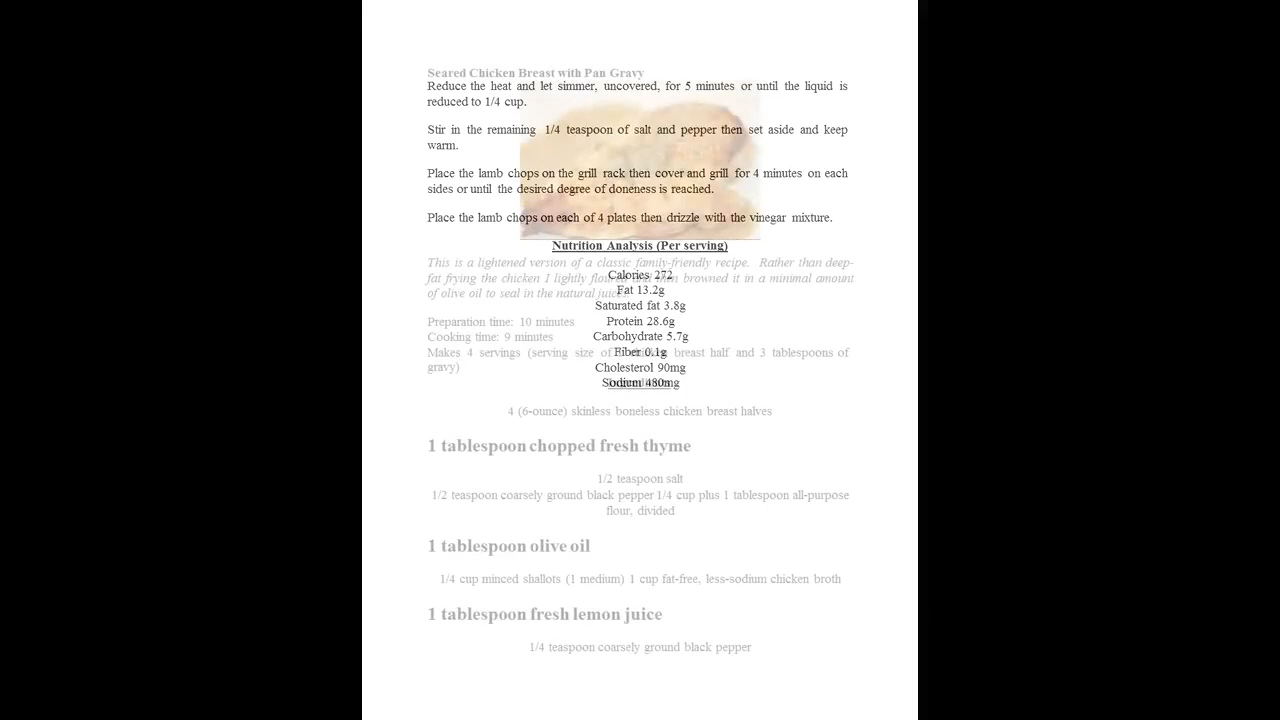 Seared Chicken Breast with Pan Gravy
Reduce the heat and let simmer, uncovered, for 5 minutes or until the liquid is
reduced to 1/4 cup.
Stir in the remaining 1/4 teaspoon of salt and pepper then set aside and keep
warm.
Place the lamb chops on the grill rack then cover and grill for 4 minutes on each
sides or until the desired degree of doneness is reached.
Place the lamb chops on each of 4 plates then drizzle with the vinegar mixture.
Nutrition Analysis (Per serving)
This is a lightened version of a classic family-friendly recipe. Rather than deep-
fat frying the chicken I lightly then browned it in a minimal amount
Calories 272
of olive oil to seal in the natural
Fat 13.2g
Saturated fat 3.8g
Preparation time: 10 minutes
Protein 28.6g
Cooking time: 9 minutes
Carbohydrate 5.7g
Makes 4 servings (serving size of breast half and 3 tablespoons of
Fiber 0.1g
gravy)
Cholesterol 90mg
Sodium 480mg
4 (6-ounce) skinless boneless chicken breast halves
1 tablespoon chopped fresh thyme
1/2 teaspoon salt
1/2 teaspoon coarsely ground black pepper 1/4 cup plus 1 tablespoon all-purpose
flour, divided
1 tablespoon olive oil
1/4 cup minced shallots (1 medium) 1 cup fat-free, less-sodium chicken broth
1 tablespoon fresh lemon juice
1/4 teaspoon coarsely ground black pepper